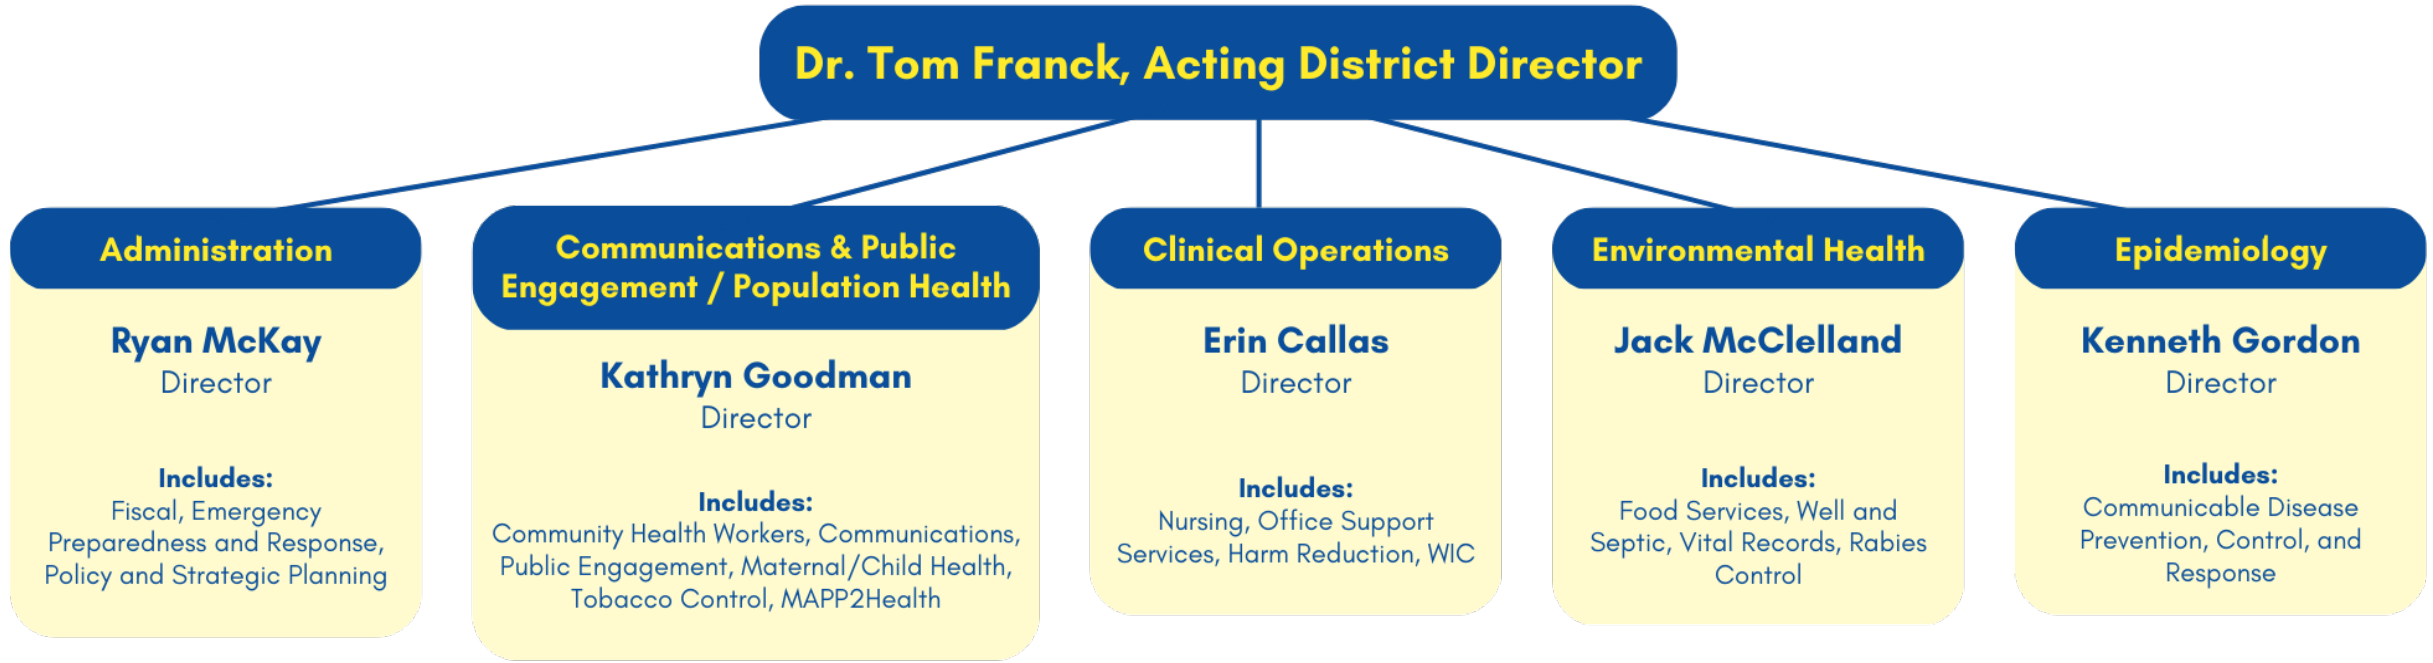 Dr. Tom Franck, Acting District Director
Administration
Ryan McKay
Director
Includes:
Fiscal, Emergency
Preparedness and Response,
Policy and Strategic Planning
Communications & Public
Engagement / Population Health
Kathryn Goodman
Director
Includes:
Community Health Workers, Communications,
Public Engagement, Maternal/Child Health,
Tobacco Control, MAPP2Health
Clinical Operations
Erin Callas
Director
Includes:
Nursing, Office Support
Services, Harm Reduction, WIC
Environmental Health
Jack McClelland
Director
Includes:
Food Services, Well and
Septic, Vital Records, Rabies
Control
Epidemiology
Kenneth Gordon
Director
Includes:
Communicable Disease
Prevention, Control, and
Response